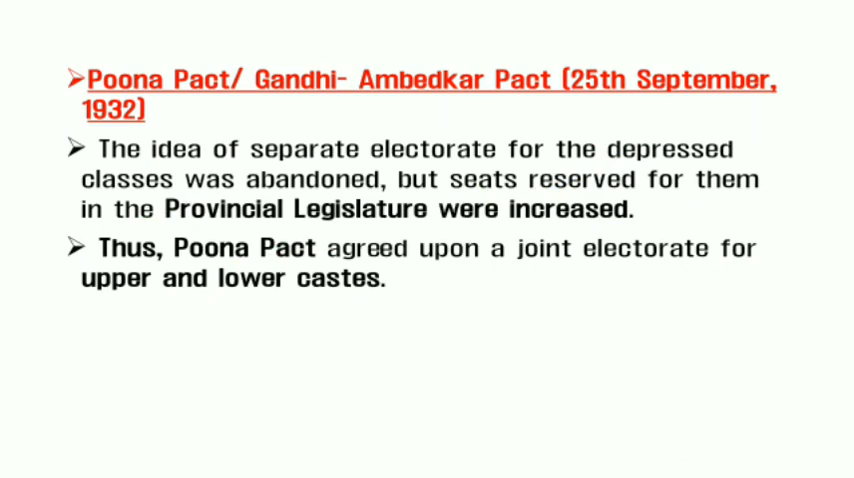 ➢Poona Pact/ Gandhi- Ambedkar Pact (25th September,
1932)
➢ The idea of separate electorate for the depressed
classes was abandoned, but seats reserved for them
in the Provincial Legislature were increased.
➢ Thus, Poona Pact agreed upon a joint electorate for
upper and lower castes.